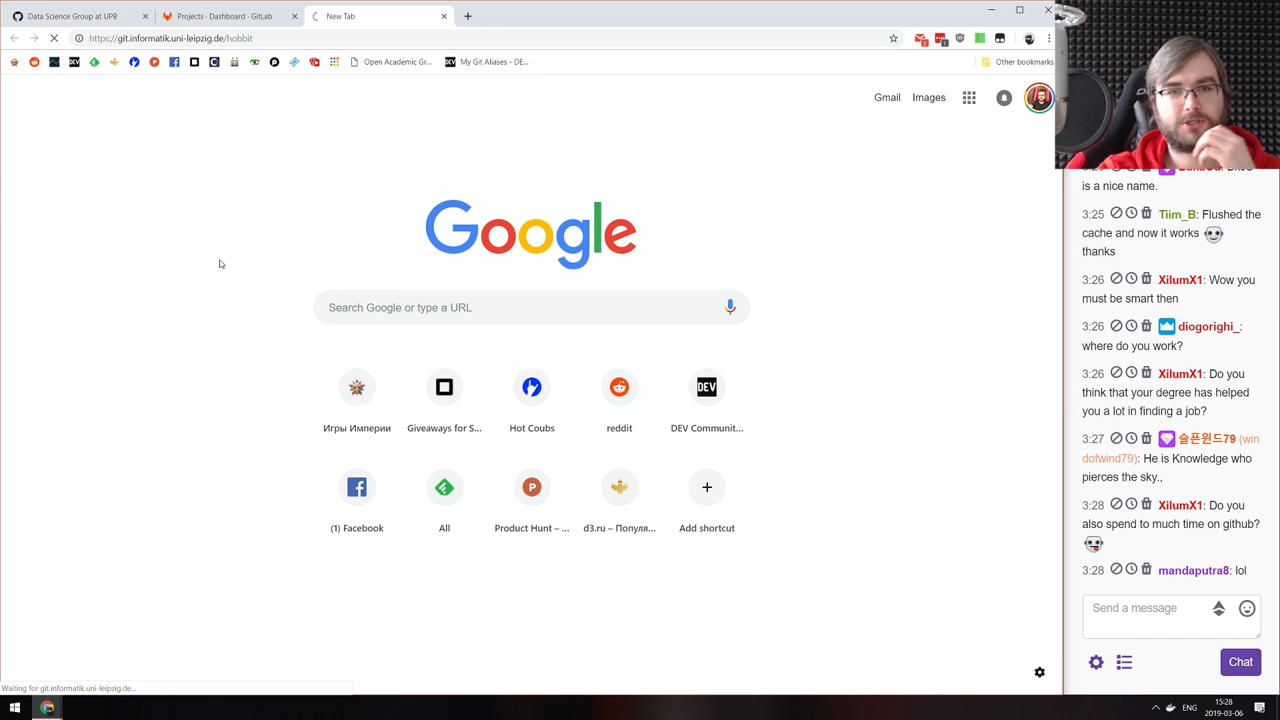 Data Science Group at UPB
Projects · Dashboard · GitLab
New Tab
https://git.informatik.uni-leipzig.de/hobbit
Open Academic Gr...
My Git Aliases - DE...
Other bookmarks
Gmail
Images
Google
Search Google or type a URL
Игры Империи
Giveaways for S...
Hot Coubs
reddit
DEV Communit...
(1) Facebook
All
Product Hunt – ...
d3.ru – Популя...
Add shortcut
Waiting for git.informatik.uni-leipzig.de...
is a nice name.
3:25 Tiim_B: Flushed the
cache and now it works
thanks
3:26 XilumX1: Wow you
must be smart then
3:26 diogorighi_:
where do you work?
3:26 XilumX1: Do you
think that your degree has helped
you a lot in finding a job?
3:27 슬픈윈드79 (win
dofwind79): He is Knowledge who
pierces the sky.,
3:28 XilumX1: Do you
also spend to much time on github?
3:28 mandaputra8: lol
Send a message
Chat
ENG
15:28
2019-03-06